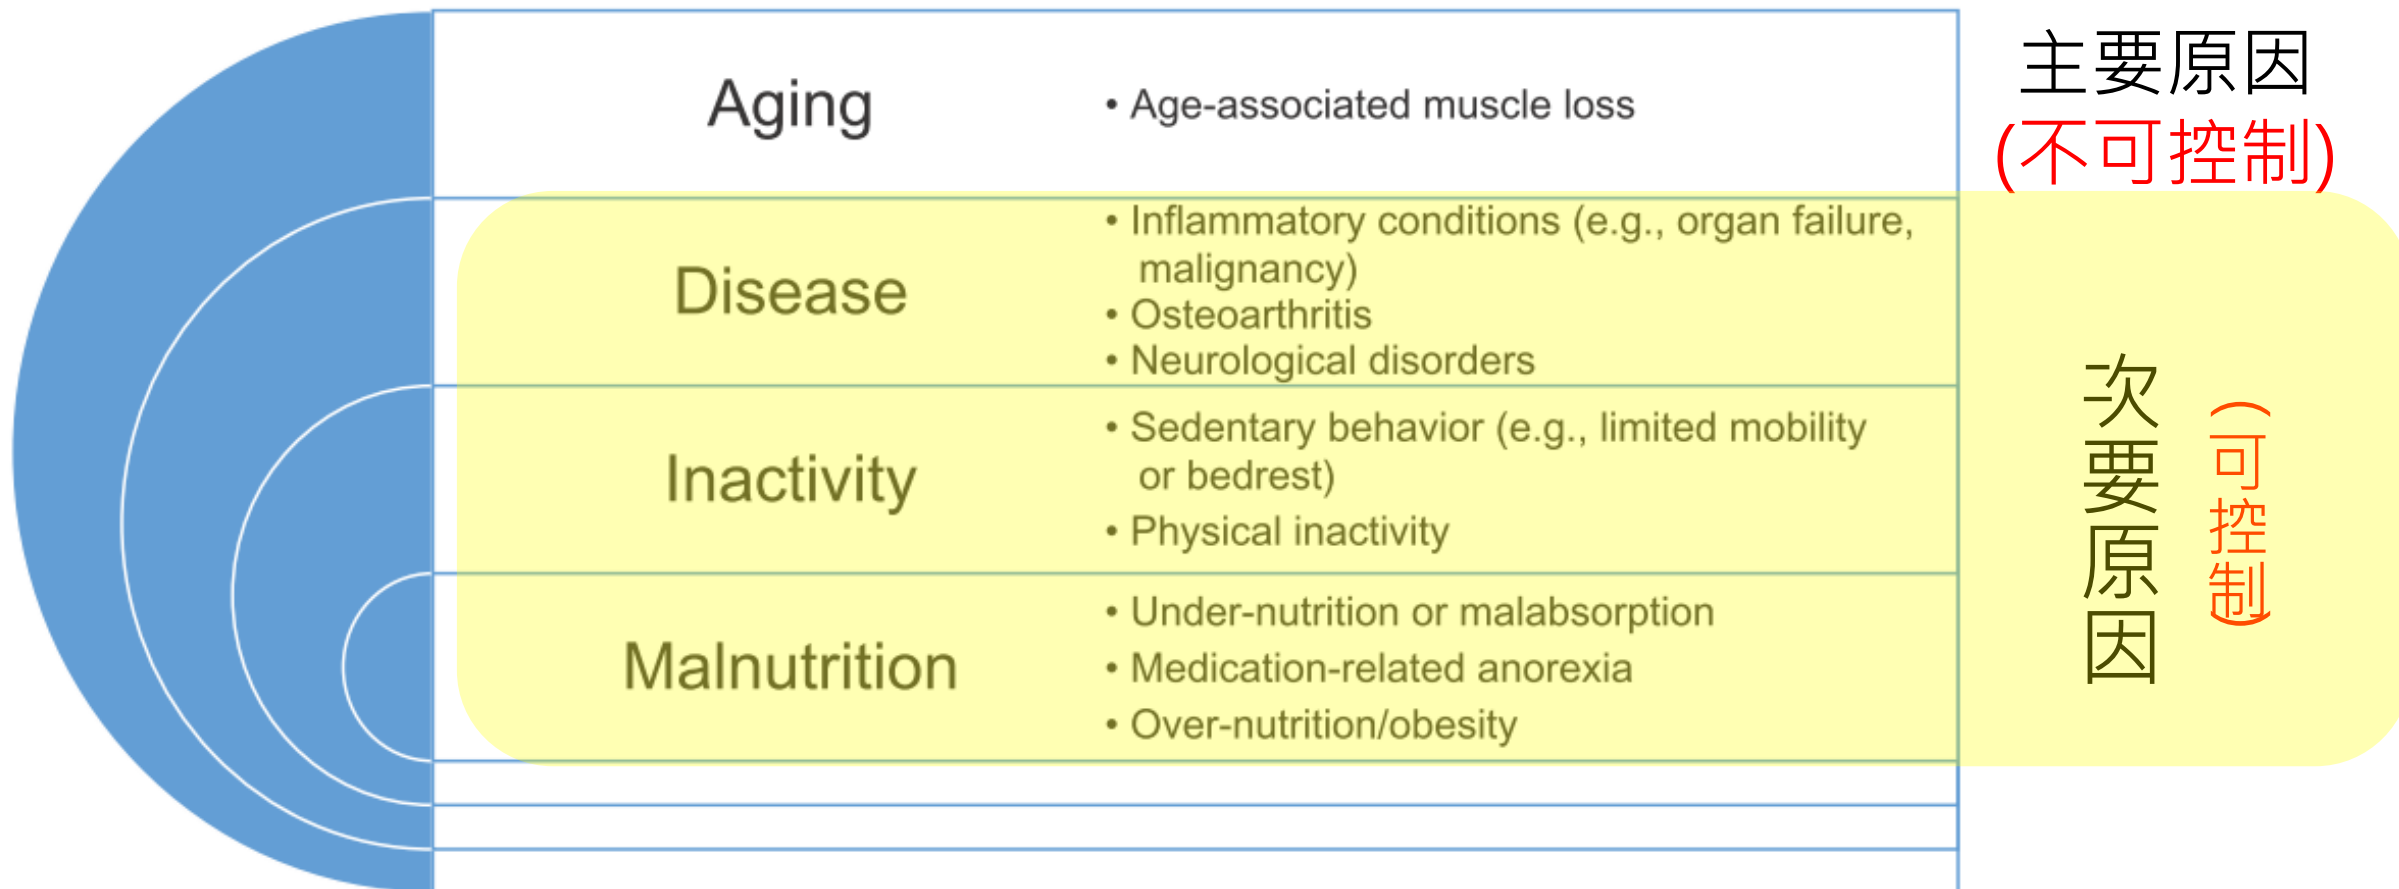 Aging
• Age-associated muscle loss
主要原因
(不可控制)
Disease
• Inflammatory conditions (e.g., organ failure,
malignancy)
• Osteoarthritis
• Neurological disorders
Inactivity
• Sedentary behavior (e.g., limited mobility
or bedrest)
• Physical inactivity
Malnutrition
• Under-nutrition or malabsorption
• Medication-related anorexia
• Over-nutrition/obesity
次要原因
(可控制)